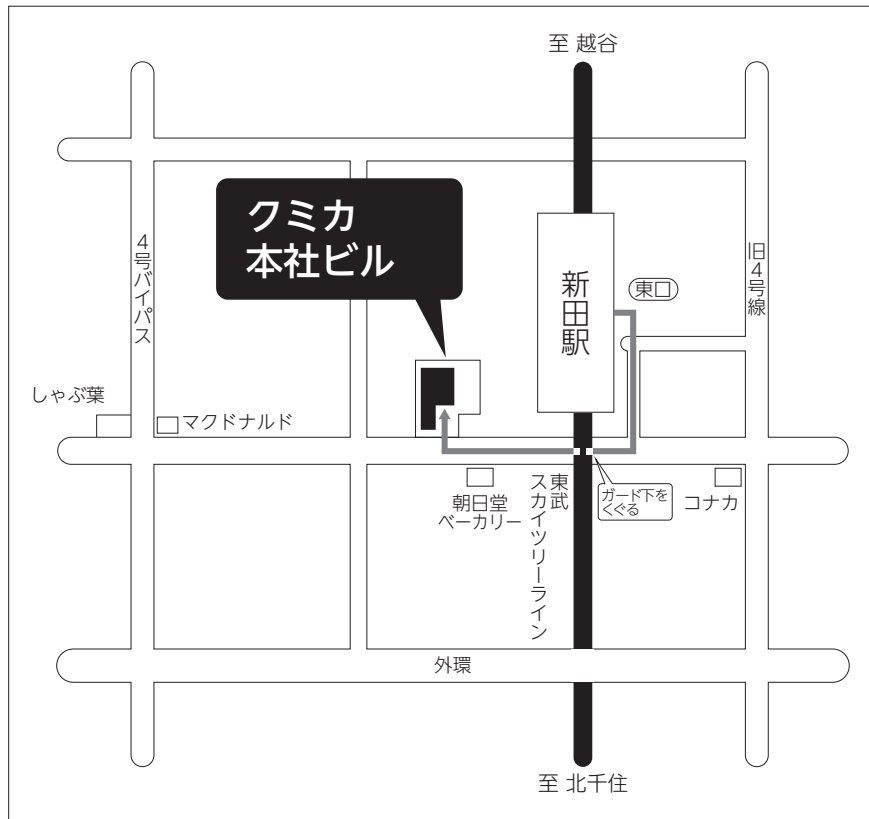 至 越谷
クミカ
本社ビル
4号バイパス
旧4号線
新田駅
東口
しゃぶ葉
マクドナルド
朝日堂
ベーカリー
東武
スカイツリーライン
ガード下を
くぐる
コナカ
外環
至 北千住